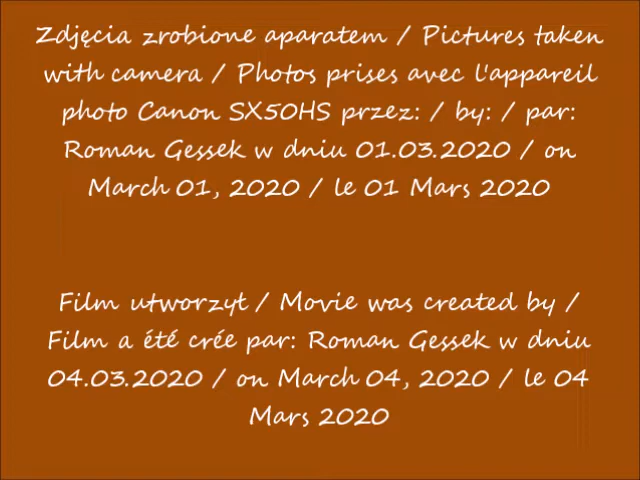 Zdjęcia zrobione aparatem / Pictures taken
with camera / Photos prises avec l'appareil
photo Canon SX50HS przez: / by: / par:
Roman Gessek w dniu 01.03.2020 / on
March 01, 2020 / le 01 Mars 2020
Film utworzył / Movie was created by /
Film a été crée par: Roman Gessek w dniu
04.03.2020 / on March 04, 2020 / le 04
Mars 2020